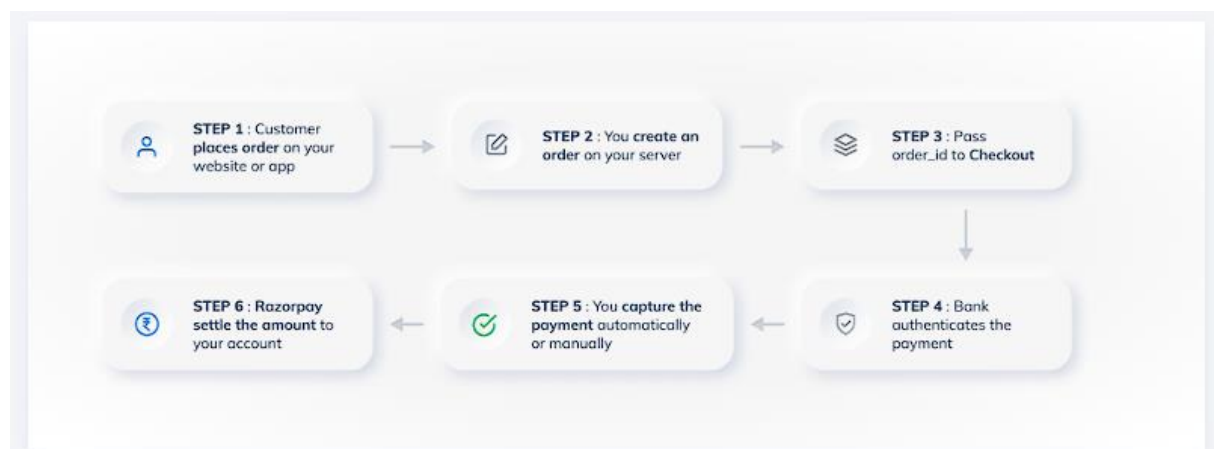 STEP 1 : Customer
places order on your
website or app
STEP 2 : You create an
order on your server
STEP 3 : Pass
order_id to Checkout
STEP 4 : Bank
authenticates the
payment
STEP 5 : You capture the
payment automatically
or manually
STEP 6 : Razorpay
settle the amount to
your account